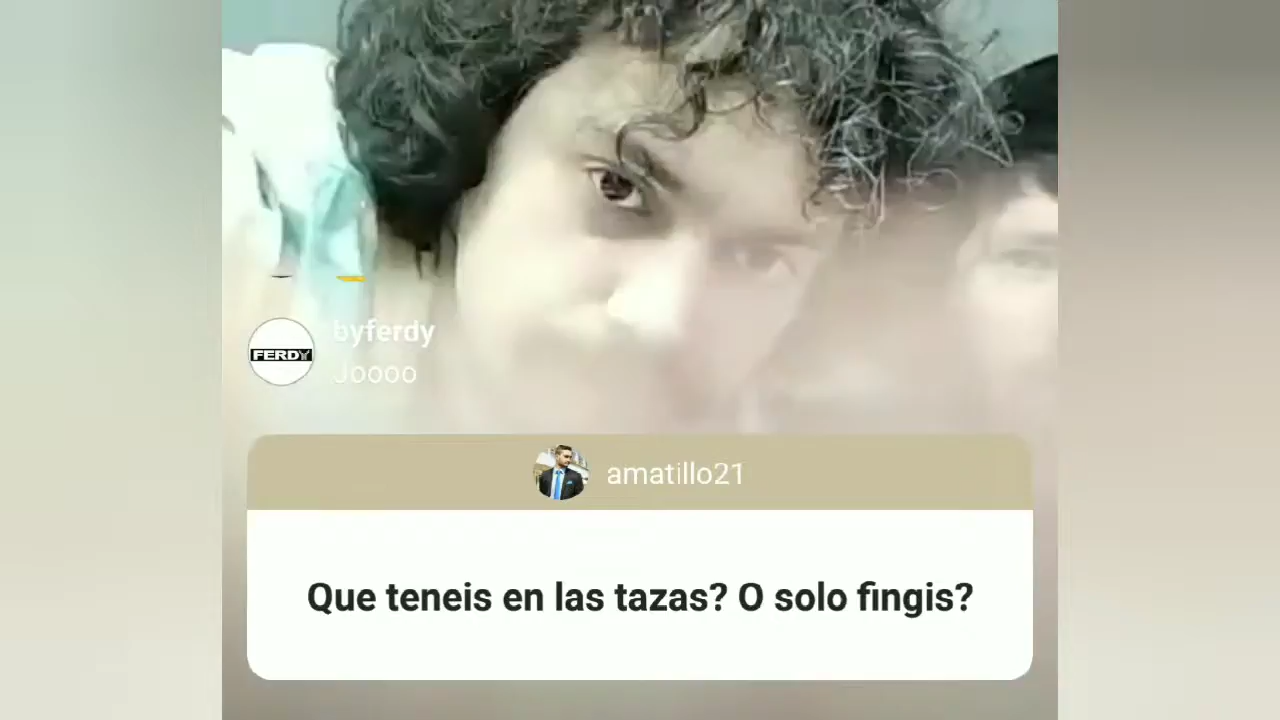 byferdy
FERDY
Joooo
amatillo21
Que teneis en las tazas? O solo fingis?